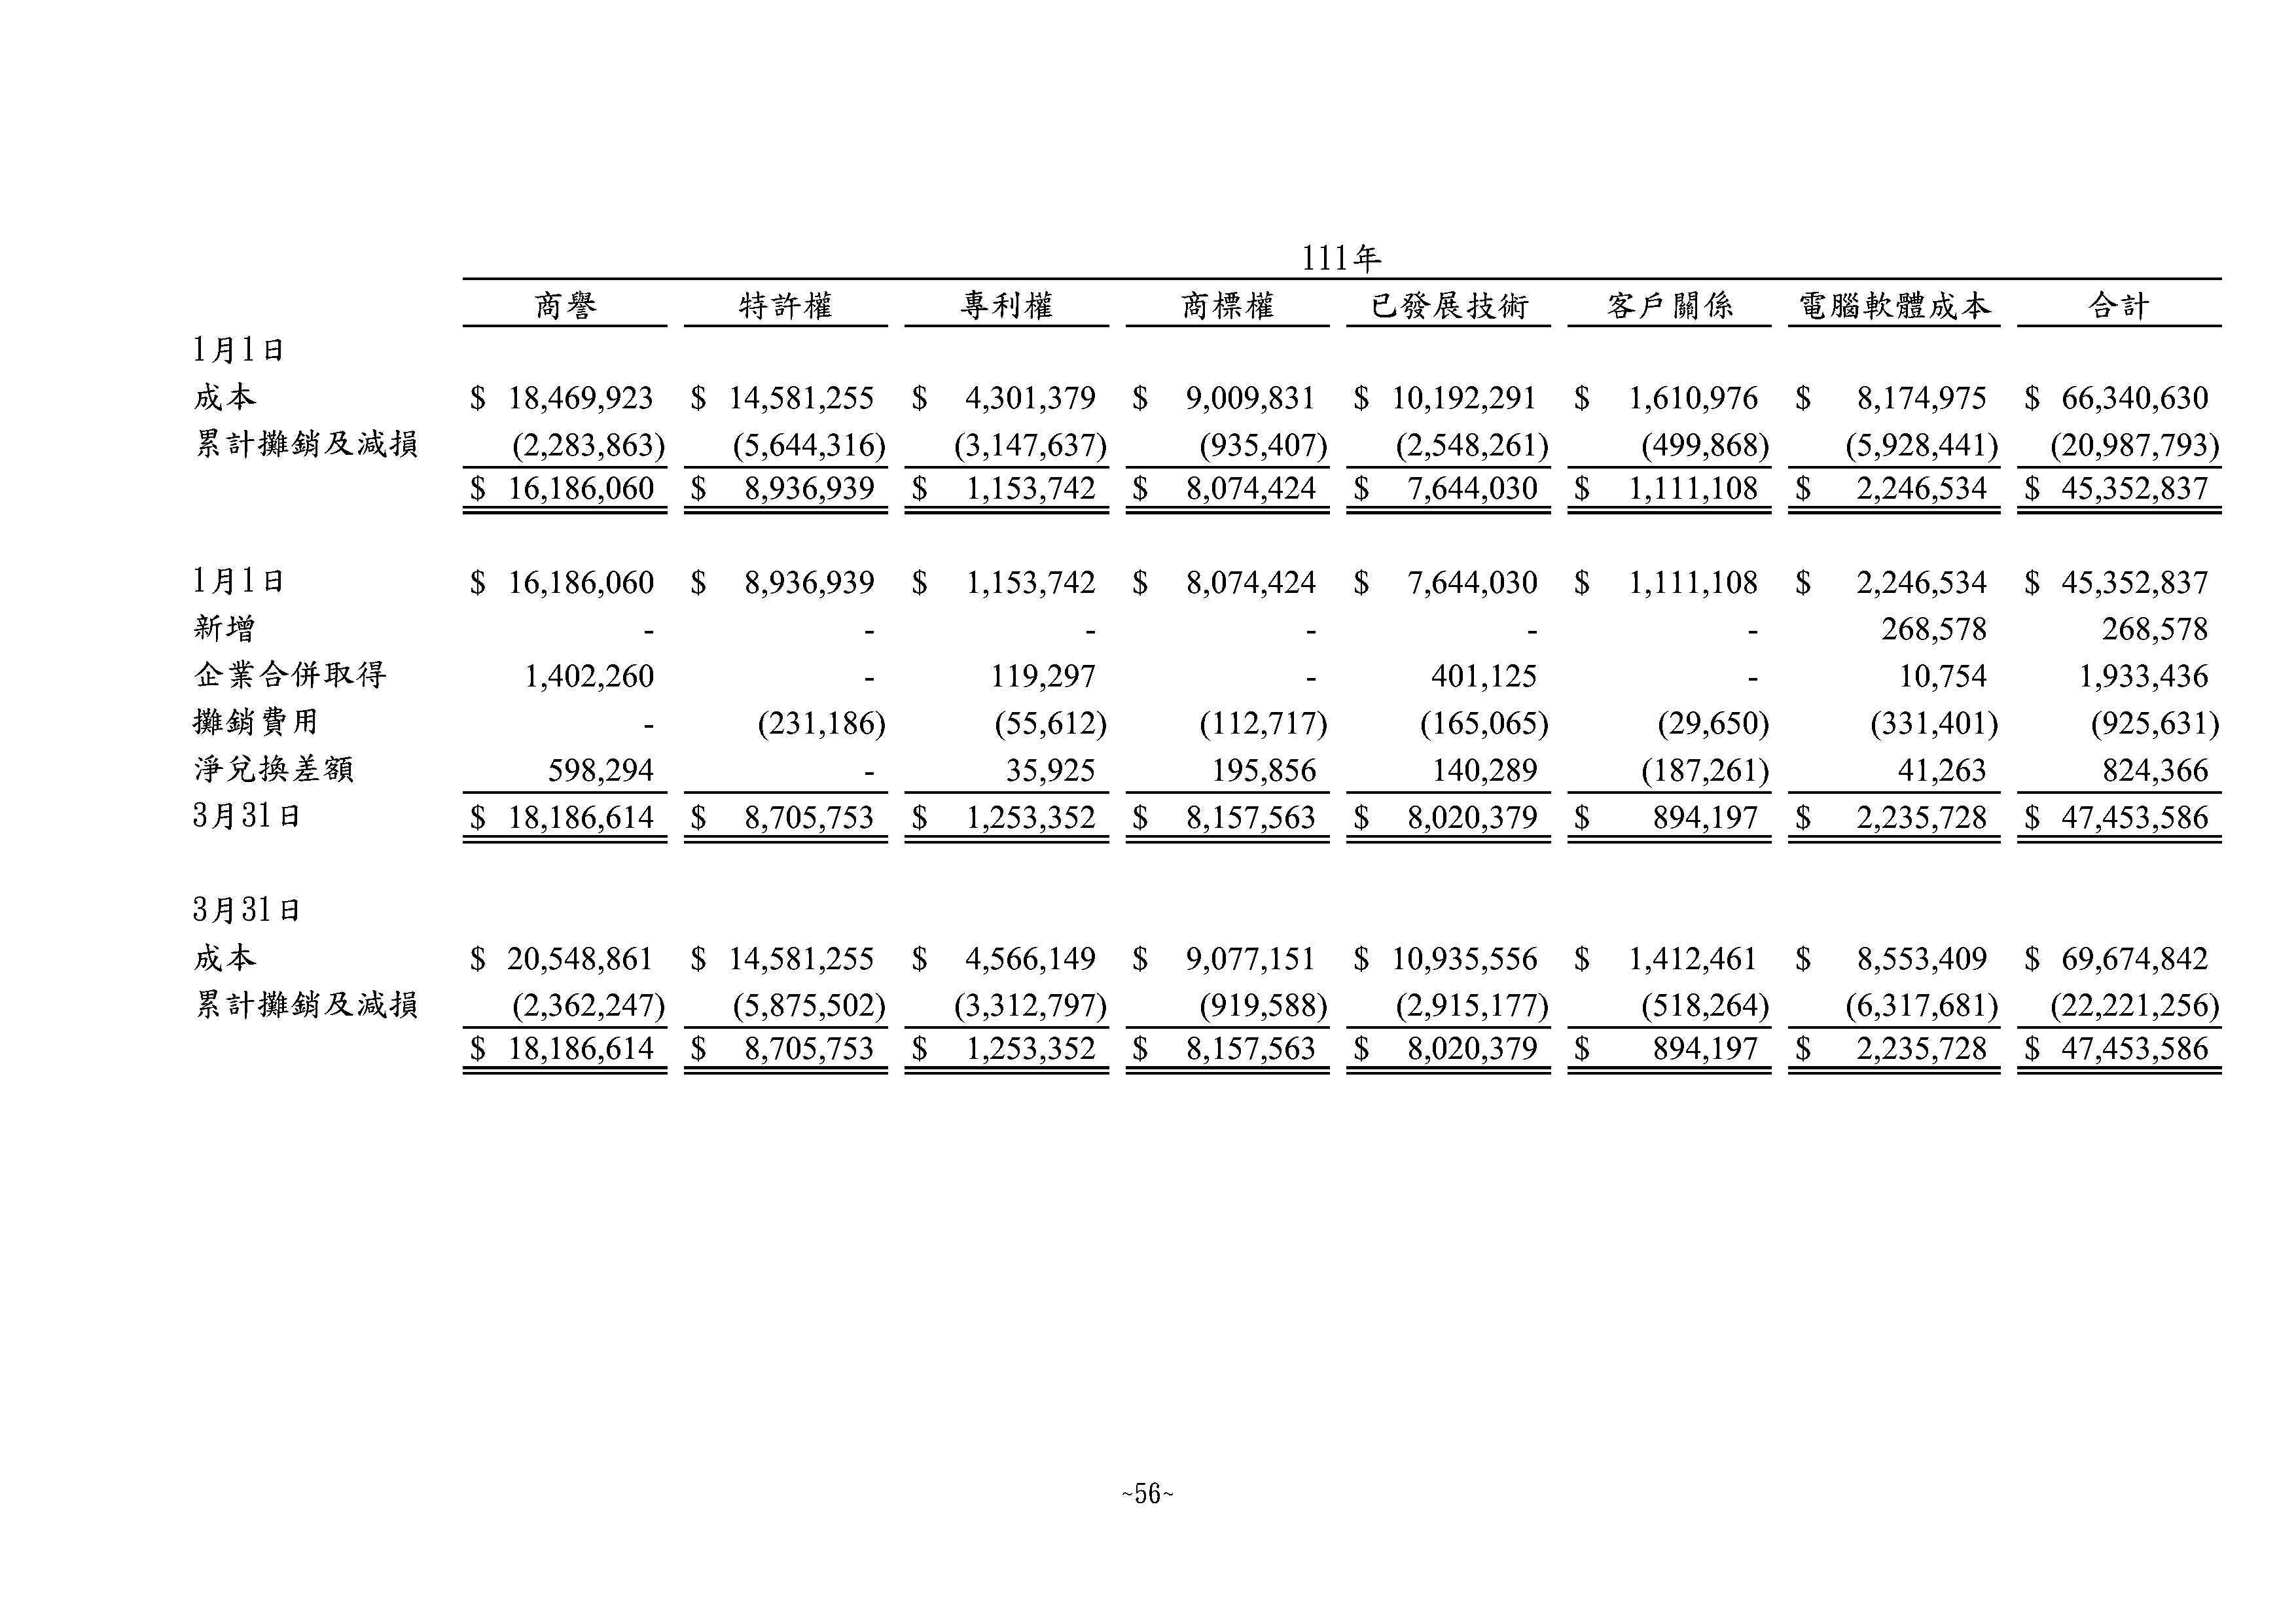 111年
商譽 特許權 專利權 商標權 已發展技術 客戶關係 電腦軟體成本 合計
1月1日
成本 $ 18,469,923 $ 14,581,255 $ 4,301,379 $ 9,009,831 $ 10,192,291 $ 1,610,976 $ 8,174,975 $ 66,340,630
累計攤銷及減損 (2,283,863) (5,644,316) (3,147,637) (935,407) (2,548,261) (499,868) (5,928,441) (20,987,793)
$ 16,186,060 $ 8,936,939 $ 1,153,742 $ 8,074,424 $ 7,644,030 $ 1,111,108 $ 2,246,534 $ 45,352,837
1月1日 $ 16,186,060 $ 8,936,939 $ 1,153,742 $ 8,074,424 $ 7,644,030 $ 1,111,108 $ 2,246,534 $ 45,352,837
新增 - - - - - - 268,578 268,578
企業合併取得 1,402,260 - 119,297 - 401,125 - 10,754 1,933,436
攤銷費用 - (231,186) (55,612) (112,717) (165,065) (29,650) (331,401) (925,631)
淨兌換差額 598,294 - 35,925 195,856 140,289 (187,261) 41,263 824,366
3月31日 $ 18,186,614 $ 8,705,753 $ 1,253,352 $ 8,157,563 $ 8,020,379 $ 894,197 $ 2,235,728 $ 47,453,586
3月31日
成本 $ 20,548,861 $ 14,581,255 $ 4,566,149 $ 9,077,151 $ 10,935,556 $ 1,412,461 $ 8,553,409 $ 69,674,842
累計攤銷及減損 (2,362,247) (5,875,502) (3,312,797) (919,588) (2,915,177) (518,264) (6,317,681) (22,221,256)
$ 18,186,614 $ 8,705,753 $ 1,253,352 $ 8,157,563 $ 8,020,379 $ 894,197 $ 2,235,728 $ 47,453,586
~56~